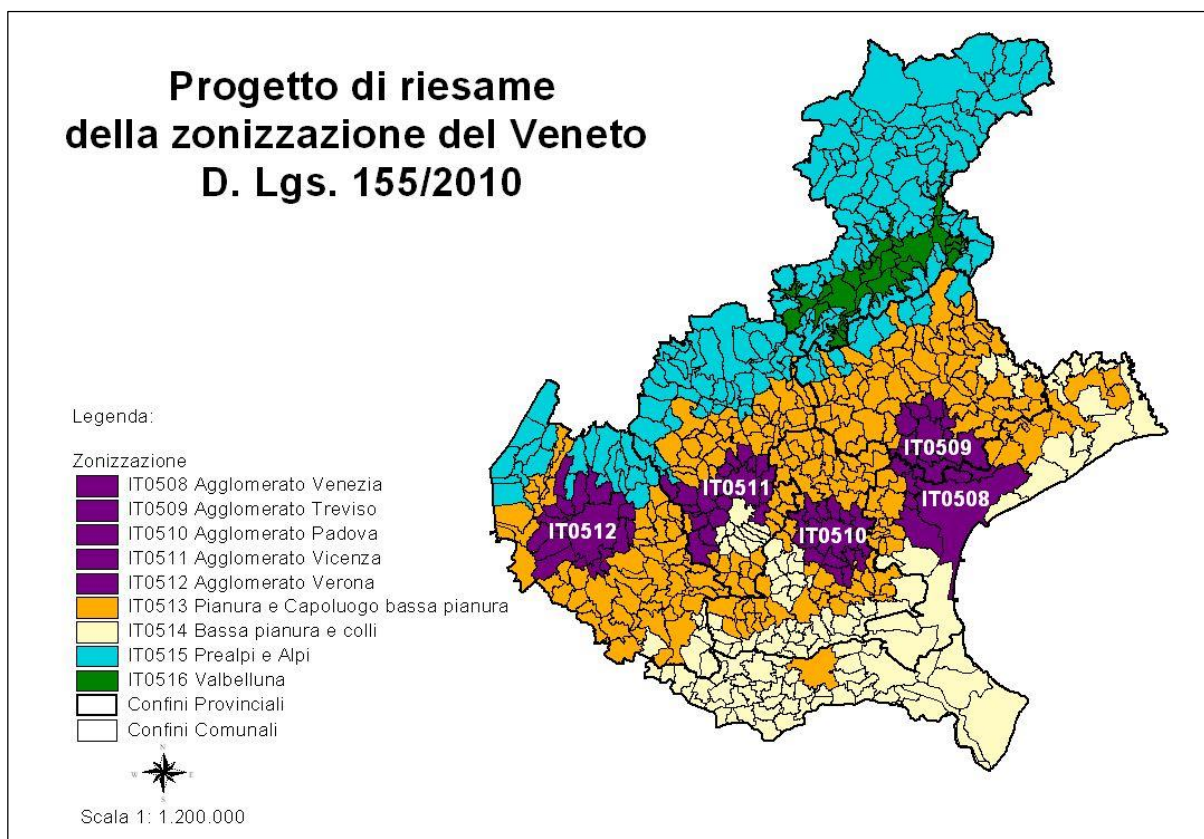 Progetto di riesame
della zonizzazione del Veneto
D. Lgs. 155/2010
Legenda:
Zonizzazione
IT0508 Agglomerato Venezia
IT0509 Agglomerato Treviso
IT0510 Agglomerato Padova
IT0511 Agglomerato Vicenza
IT0512 Agglomerato Verona
IT0513 Pianura e Capoluogo bassa pianura
IT0514 Bassa pianura e colli
IT0515 Prealpi e Alpi
IT0516 Valbelluna
Confini Provinciali
Confini Comunali
N
W E
S
Scala 1: 1.200.000
IT0509
IT0511
IT0508
IT0512
IT0510